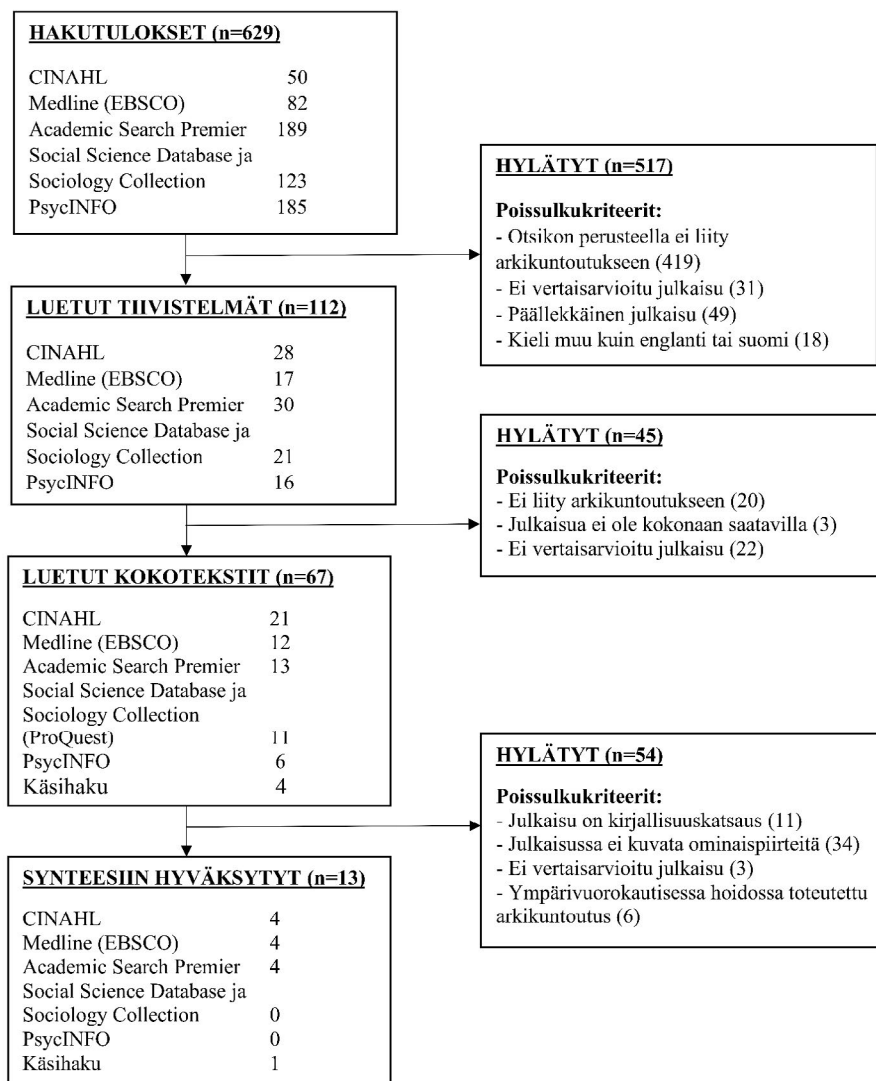 HAKUTULOKSET (n=629)
CINAHL 50
Medline (EBSCO) 82
Academic Search Premier 189
Social Science Database ja
Sociology Collection 123
PsycINFO 185
HYLÄTYT (n=517)
Poissulkukriteerit:
- Otsikon perusteella ei liity
arkikuntoutukseen (419)
- Ei vertaisarvioitu julkaisu (31)
- Päällekkäinen julkaisu (49)
- Kieli muu kuin englanti tai suomi (18)
LUETUT TIIVISTELMÄT (n=112)
CINAHL 28
Medline (EBSCO) 17
Academic Search Premier 30
Social Science Database ja
Sociology Collection 21
PsycINFO 16
HYLÄTYT (n=45)
Poissulkukriteerit:
- Ei liity arkikuntoutukseen (20)
- Julkaisua ei ole kokonaan saatavilla (3)
- Ei vertaisarvioitu julkaisu (22)
LUETUT KOKOTEKSTIT (n=67)
CINAHL 21
Medline (EBSCO) 12
Academic Search Premier 13
Social Science Database ja
Sociology Collection
(ProQuest) 11
PsycINFO 6
Käsihaku 4
HYLÄTYT (n=54)
Poissulkukriteerit:
- Julkaisu on kirjallisuuskatsaus (11)
- Julkaisussa ei kuvata ominaispiirteitä (34)
- Ei vertaisarvioitu julkaisu (3)
- Ympärivuorokautisessa hoidossa toteutettu
arkikuntoutus (6)
SYNTEESIIN HYVÄKSYTYT (n=13)
CINAHL 4
Medline (EBSCO) 4
Academic Search Premier 4
Social Science Database ja
Sociology Collection 0
PsycINFO 0
Käsihaku 1